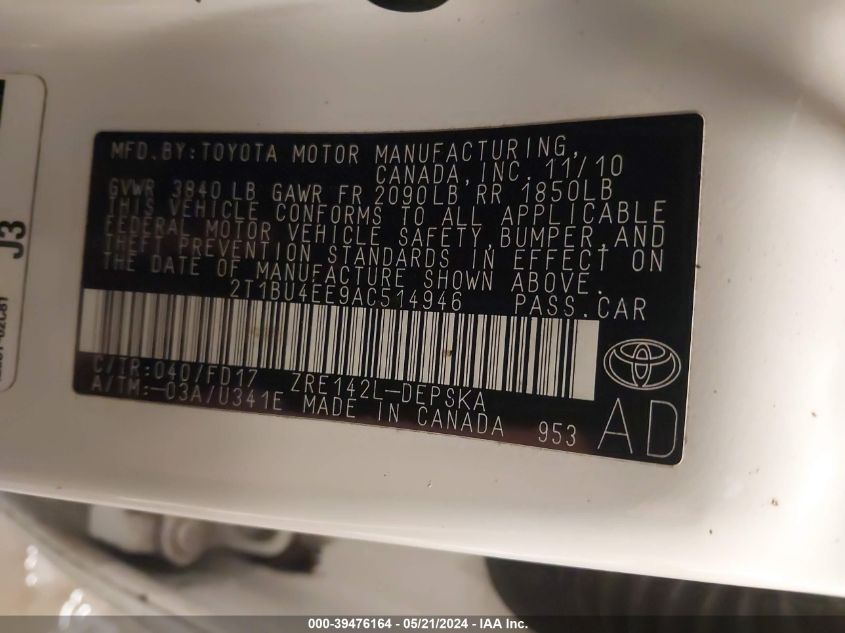 MFD.BY:TOYOTA MOTOR MANUFACTURING,
CANADA,INC. 11/10
GVWR 3840 LB GAWR FR 2090LB RR 1850LB
THIS VEHICLE CONFORMS TO ALL APPLICABLE
FEDERAL MOTOR VEHICLE SAFETY,BUMPER,AND
THEFT PREVENTION STANDARDS IN EFFECT ON
THE DATE OF MANUFACTURE SHOWN ABOVE.
2T1BU4EE9AC514946 PASS.CAR
C/TR:040/FD17 ZRE142L-DEPSKA
A/TM:-03A/U341E MADE IN CANADA 953 AD
J3
000-39476164 - 05/21/2024 - IAA Inc.